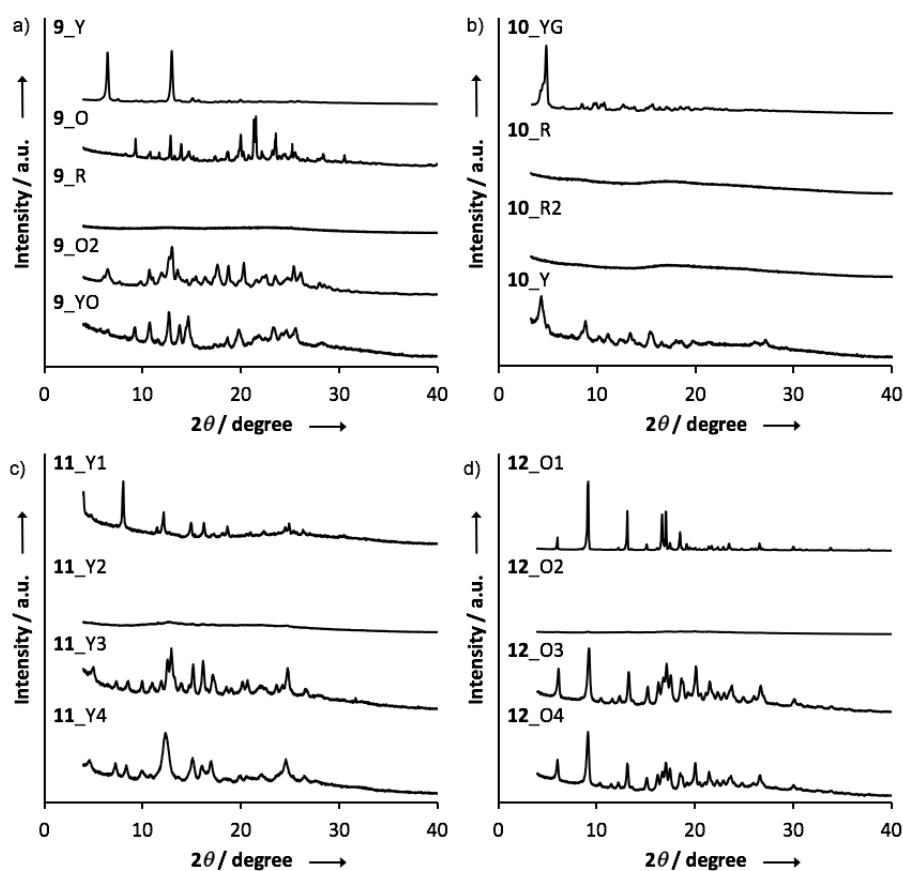 a)
9_Y
9_O
9_R
9_O2
9_YO
Intensity / a.u.
0 10 20 30 40
2θ / degree
b)
10_YG
10_R
10_R2
10_Y
Intensity / a.u.
0 10 20 30 40
2θ / degree
c)
11_Y1
11_Y2
11_Y3
11_Y4
Intensity / a.u.
0 10 20 30 40
2θ / degree
d)
12_O1
12_O2
12_O3
12_O4
Intensity / a.u.
0 10 20 30 40
2θ / degree